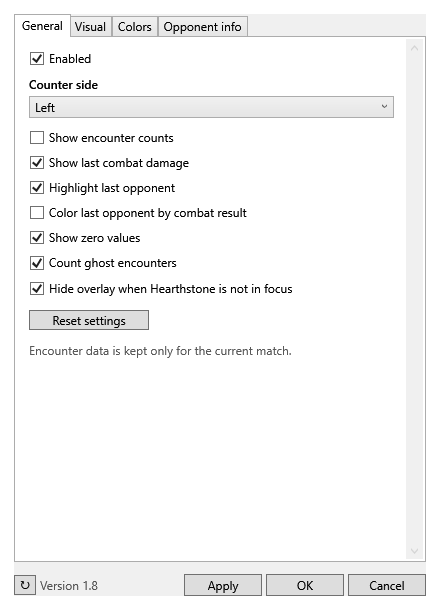 General
Visual
Colors
Opponent info
Enabled
Counter side
Left
Show encounter counts
Show last combat damage
Highlight last opponent
Color last opponent by combat result
Show zero values
Count ghost encounters
Hide overlay when Hearthstone is not in focus
Reset settings
Encounter data is kept only for the current match.
Version 1.8
Apply
OK
Cancel